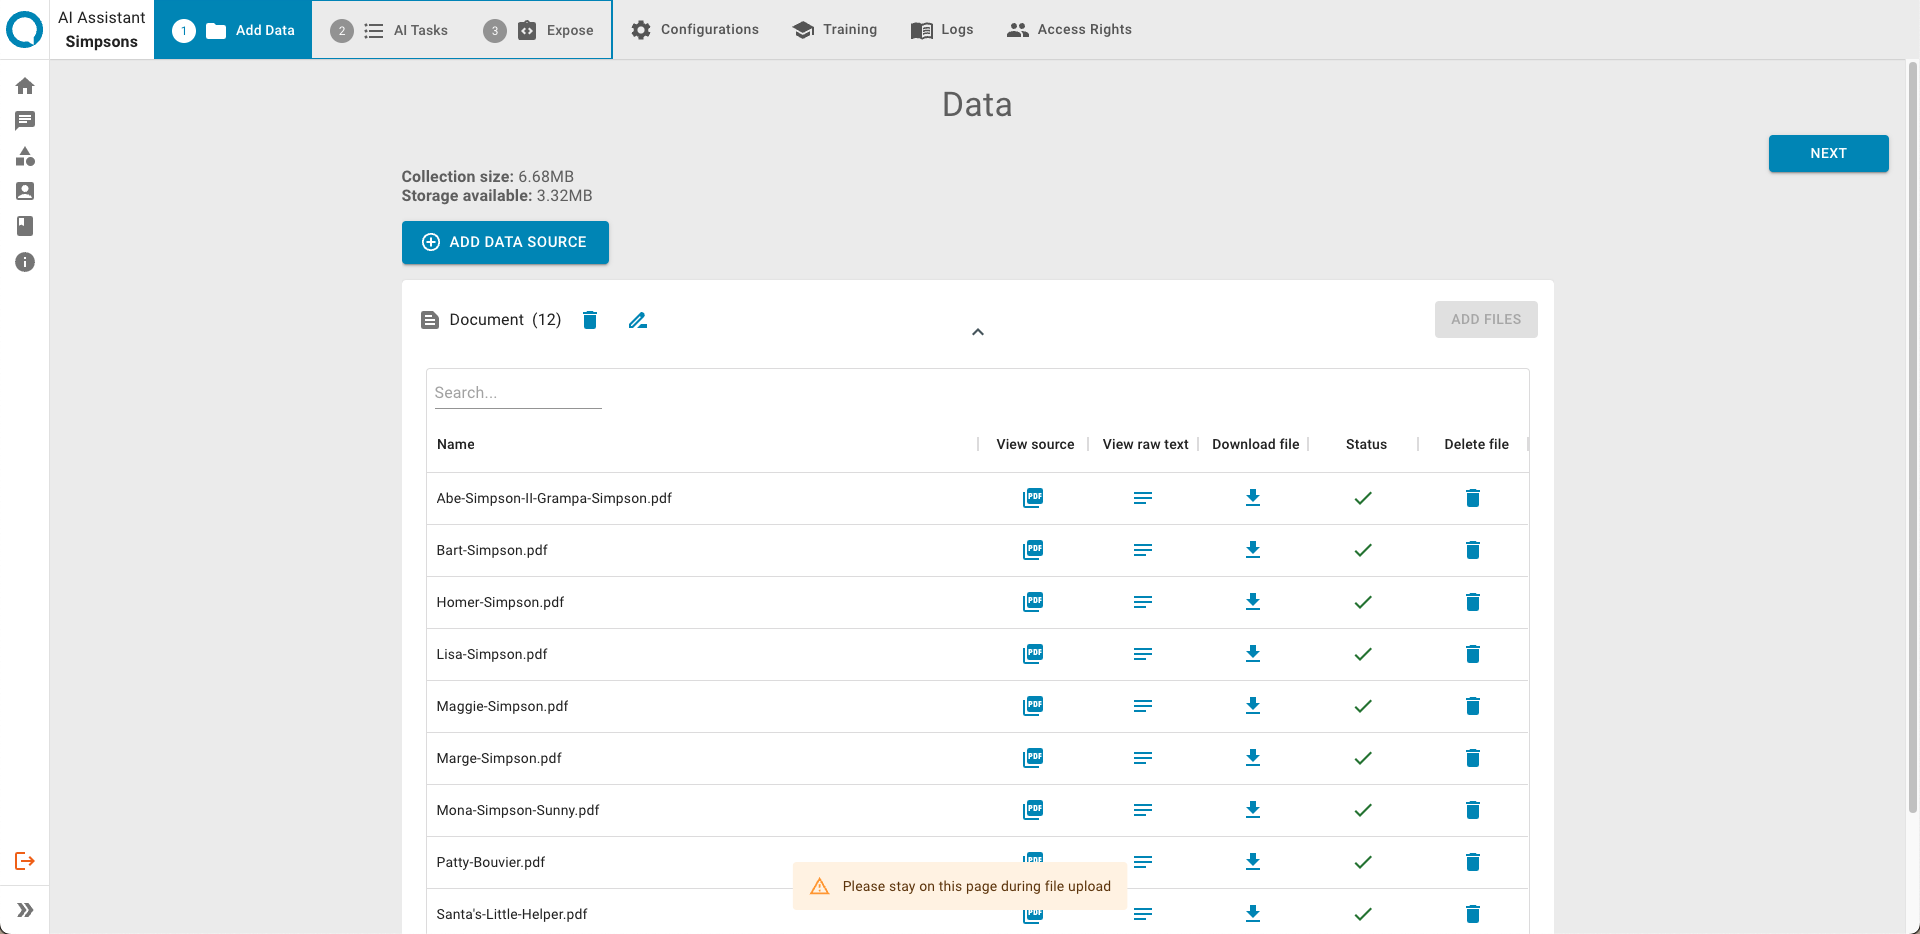 AI Assistant
Simpsons
1 Add Data
2 AI Tasks
3 Expose
Configurations
Training
Logs
Access Rights
Data
NEXT
Collection size: 6.68MB
Storage available: 3.32MB
ADD DATA SOURCE
Document (12)
ADD FILES
Search...
Name View source View raw text Download file Status Delete file
Abe-Simpson-II-Grampa-Simpson.pdf PDF
Bart-Simpson.pdf PDF
Homer-Simpson.pdf PDF
Lisa-Simpson.pdf PDF
Maggie-Simpson.pdf PDF
Marge-Simpson.pdf PDF
Mona-Simpson-Sunny.pdf PDF
Patty-Bouvier.pdf PDF
Please stay on this page during file upload
Santa's-Little-Helper.pdf PDF